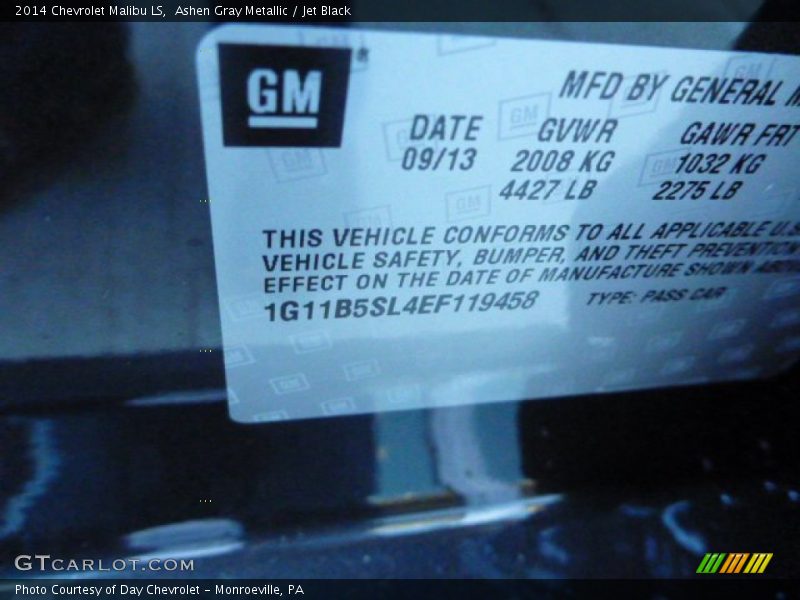 2014 Chevrolet Malibu LS,  Ashen Gray Metallic / Jet Black
GM
MFD BY GENERAL
DATE GVWR GAWR FRT
09/13 2008 KG 1032 KG
4427 LB 2275 LB
THIS VEHICLE CONFORMS TO ALL APPLICABLE U.S
VEHICLE SAFETY, BUMPER, AND THEFT PREVENTION
EFFECT ON THE DATE OF MANUFACTURE SHOWN ABOVE
1G11B5SL4EF119458 TYPE: PASS CAR
GTCARLOT.COM
Photo Courtesy of Day Chevrolet - Monroeville, PA